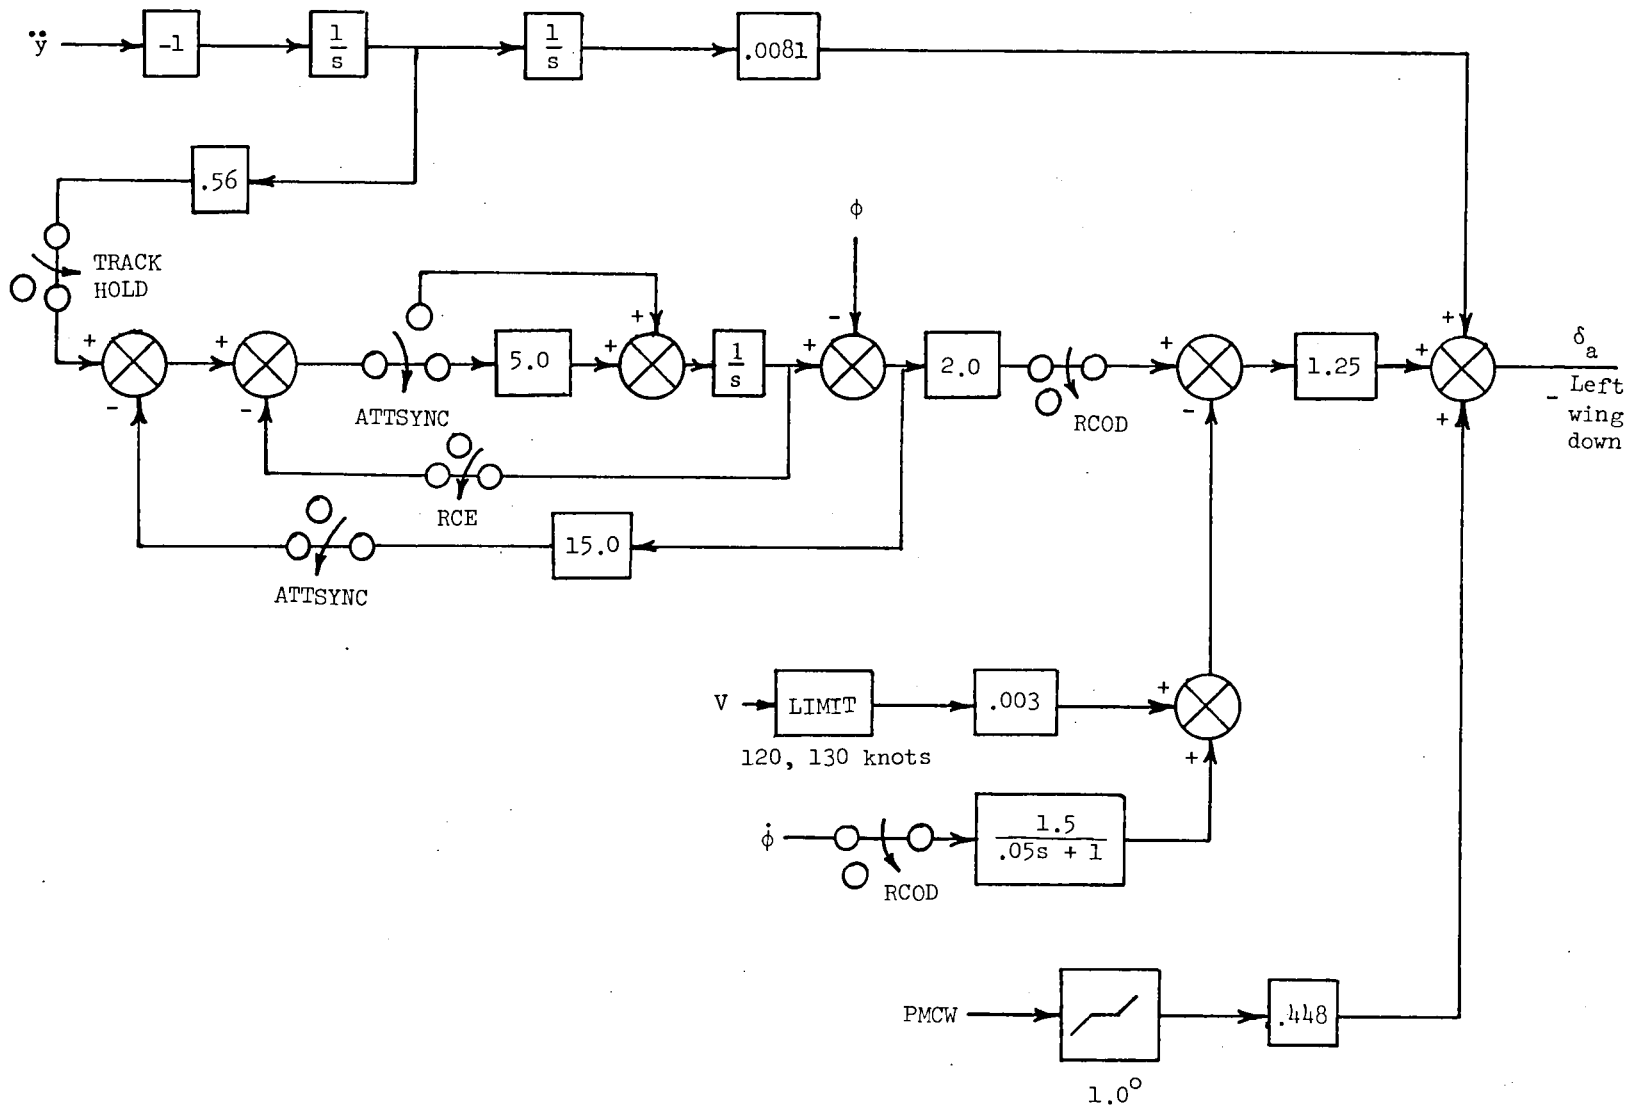 ÿ
-1
1
s
1
s
.0081
.56
TRACK
HOLD
ϕ
+
-
+
-
ATTSYNC
5.0
+
+
1
s
+
-
2.0
RCOD
+
-
1.25
+
+
+
δa
- Left
wing
down
RCE
15.0
ATTSYNC
V
LIMIT
.003
+
+
120, 130 knots
ϕ̇
RCOD
1.5
.05s + 1
PMCW
.448
1.0°